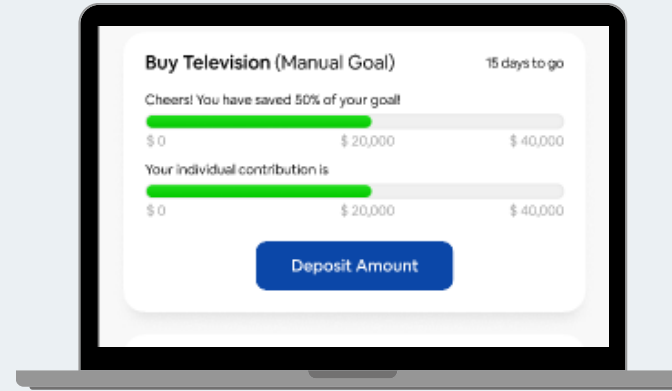 Buy Television (Manual Goal) 15 days to go
Cheers! You have saved 50% of your goal!
$ 0 $ 20,000 $ 40,000
Your individual contribution is
$ 0 $ 20,000 $ 40,000
Deposit Amount